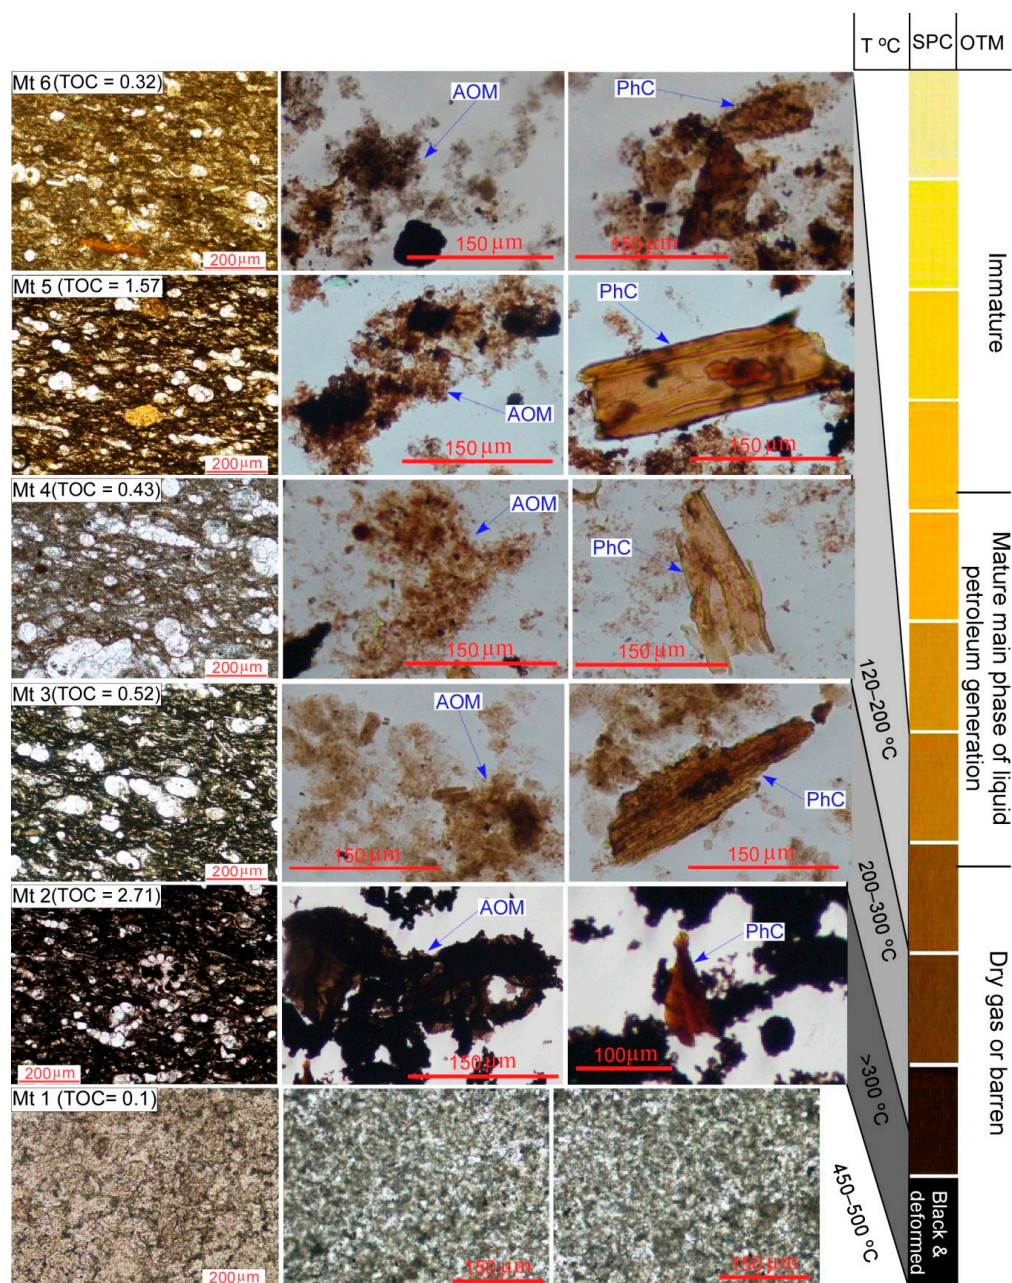 T °C SPC OTM
Mt 6 (TOC = 0.32)
AOM
PhC
200µm
150 µm
150 µm
Mt 5 (TOC = 1.57
PhC
AOM
200µm
150 µm
150 µm
Mt 4(TOC = 0.43)
AOM
PhC
200µm
150 µm
150 µm
Mt 3(TOC = 0.52)
AOM
PhC
200µm
150 µm
150 µm
Mt 2(TOC = 2.71)
AOM
PhC
200µm
150 µm
100µm
Mt 1 (TOC= 0.1)
200µm
150 µm
150 µm
120–200 °C
200–300 °C
>300 °C
450–500 °C
Black &
deformed
Immature
Mature main phase of liquid
petroleum generation
Dry gas or barren